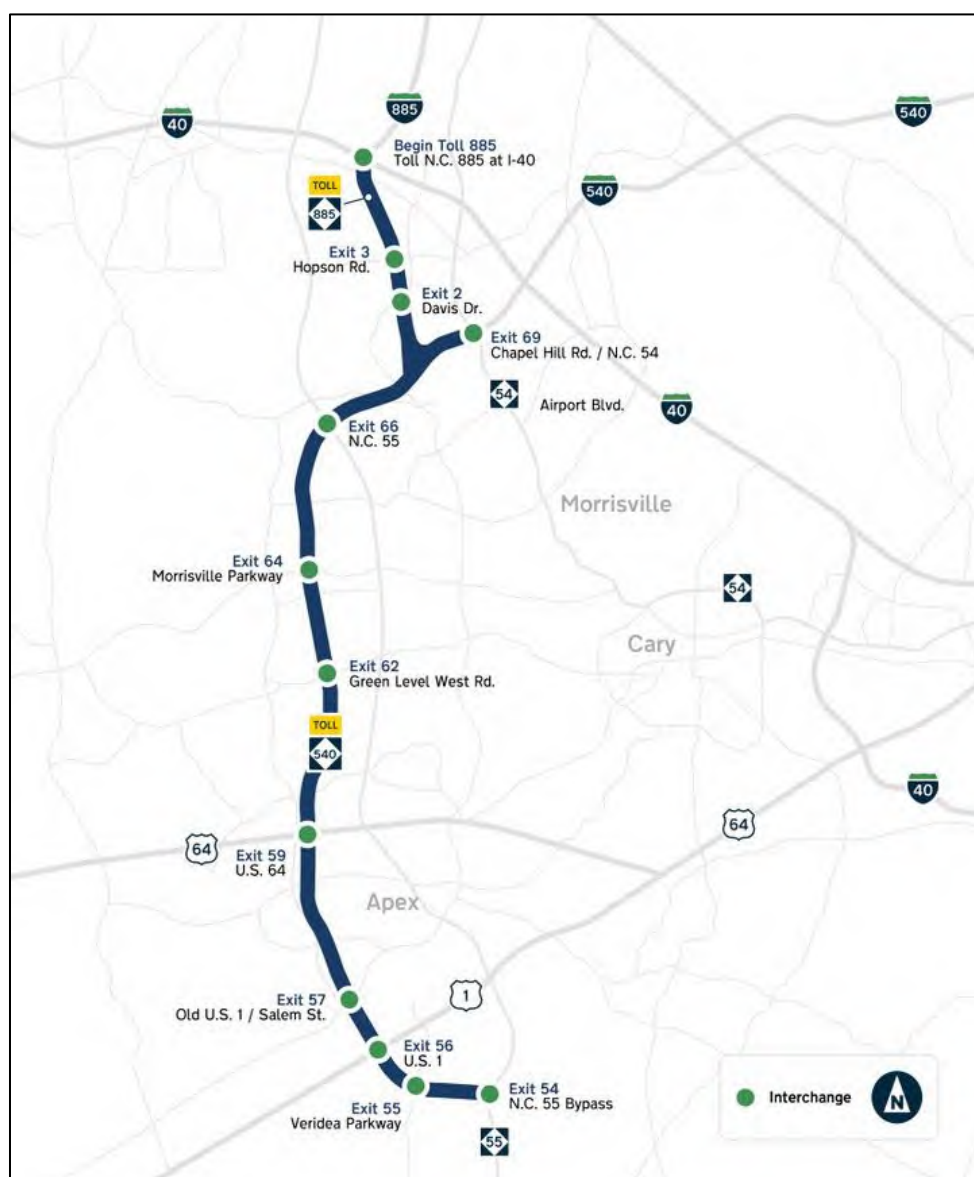 885
540
40
Begin Toll 885
Toll N.C. 885 at I-40
TOLL
885
540
Exit 3
Hopson Rd.
Exit 2
Davis Dr.
Exit 69
Chapel Hill Rd. / N.C. 54
54
Airport Blvd.
40
Exit 66
N.C. 55
Morrisville
Exit 64
Morrisville Parkway
54
Cary
Exit 62
Green Level West Rd.
TOLL
540
40
64
64
Exit 59
U.S. 64
Apex
1
Exit 57
Old U.S. 1 / Salem St.
Exit 56
U.S. 1
Exit 55
Veridea Parkway
Exit 54
N.C. 55 Bypass
55
Interchange
N